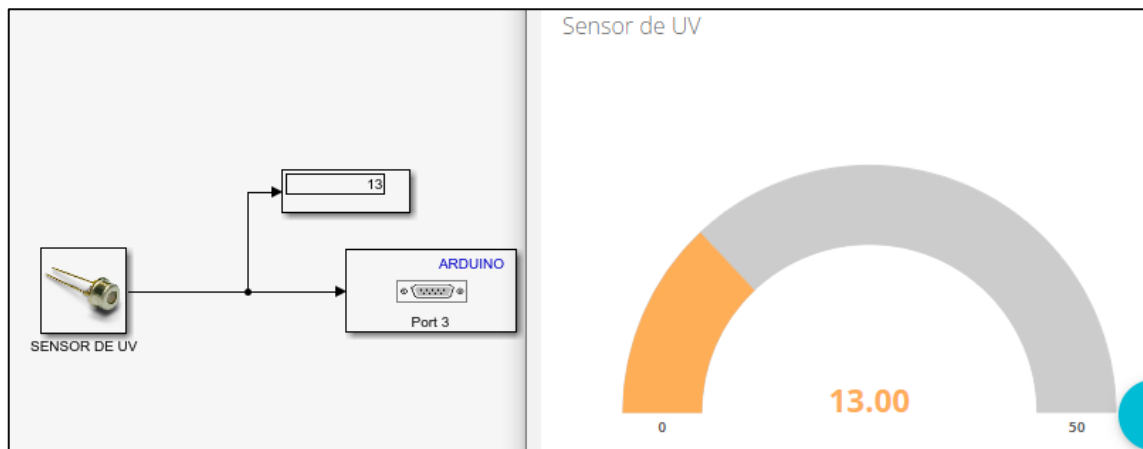 13
ARDUINO
Port 3
SENSOR DE UV
Sensor de UV
13.00
0
50